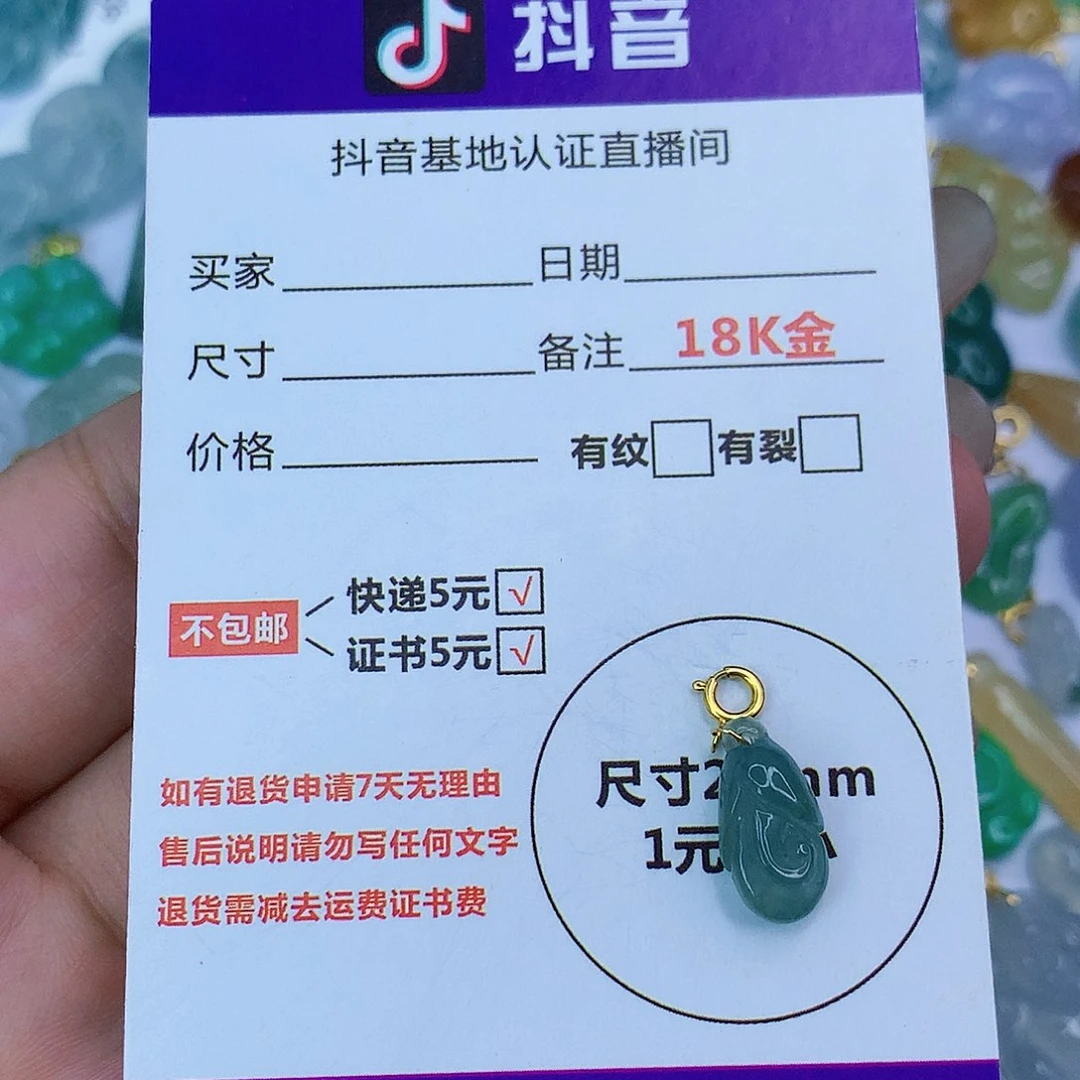 抖音
抖音基地认证直播间
买家 日期
尺寸 备注 18K金
价格 有纹 有裂
不包邮
快递5元√
证书5元√
如有退货申请7天无理由
售后说明请勿写任何文字
退货需减去运费证书费
尺寸2 mm
1元